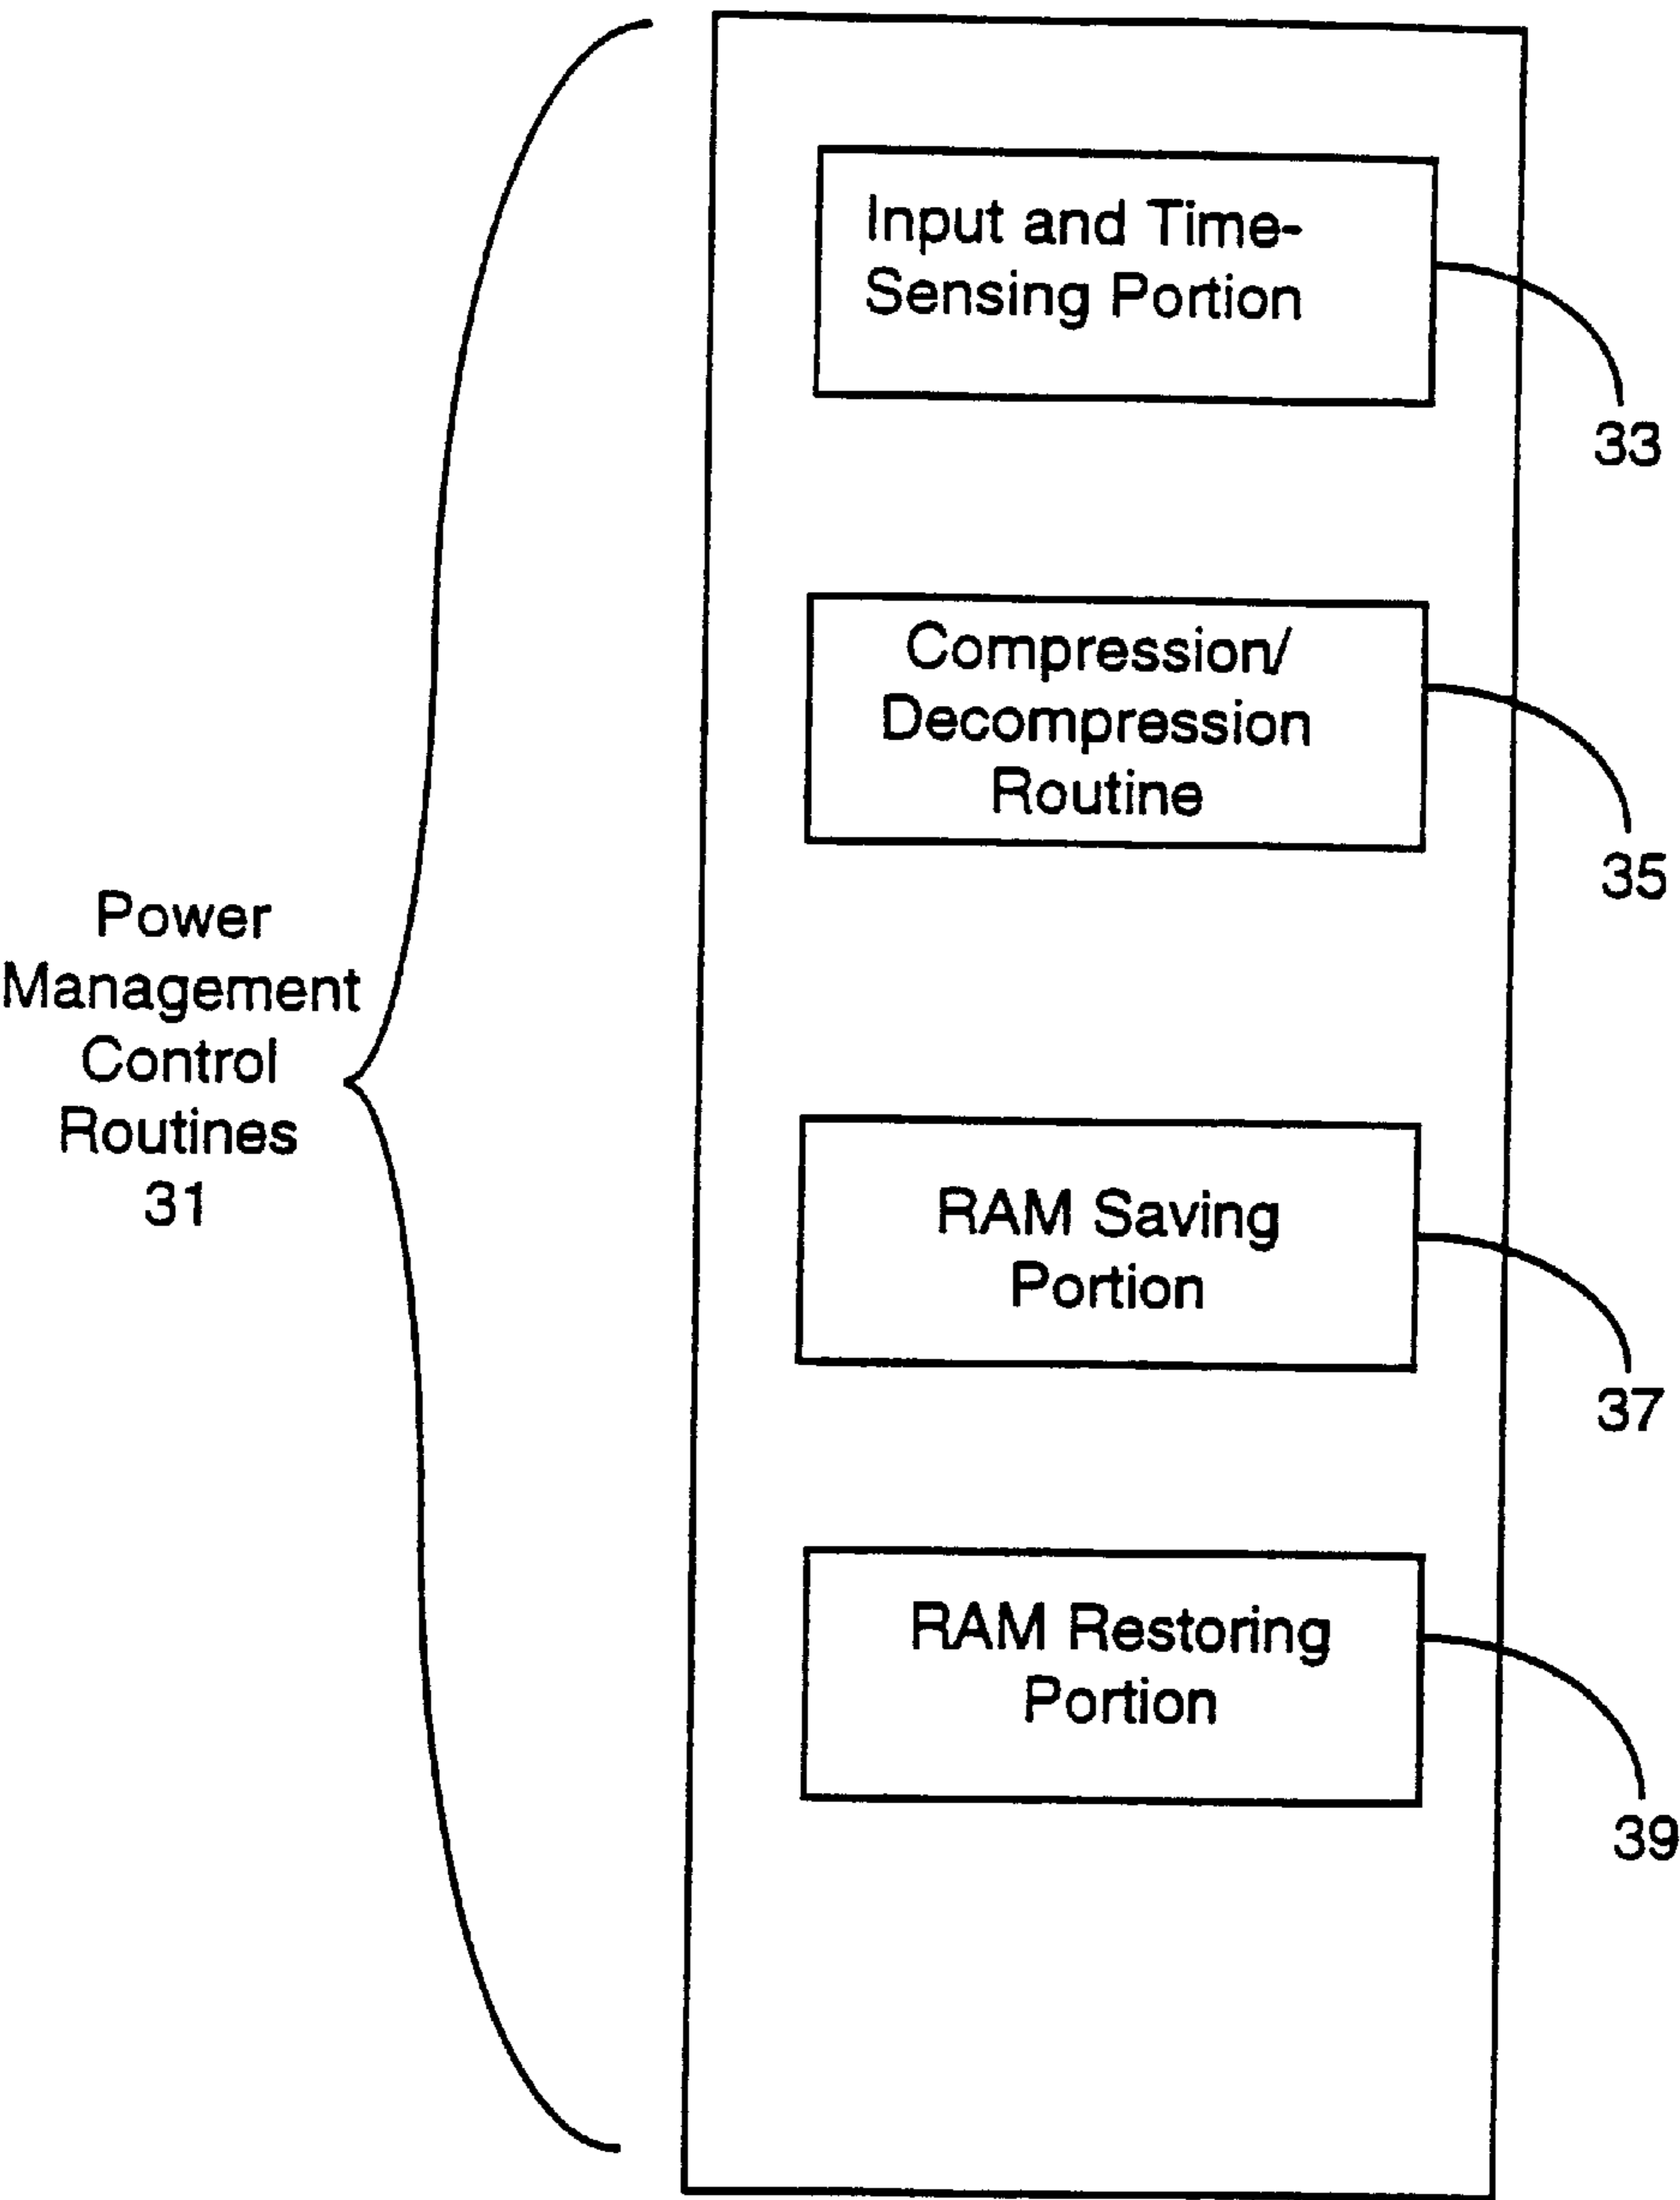 Input and Time-
Sensing Portion
33
Compression/
Decompression
Routine
35
Power
Management
Control
Routines
31
RAM Saving
Portion
37
RAM Restoring
Portion
39